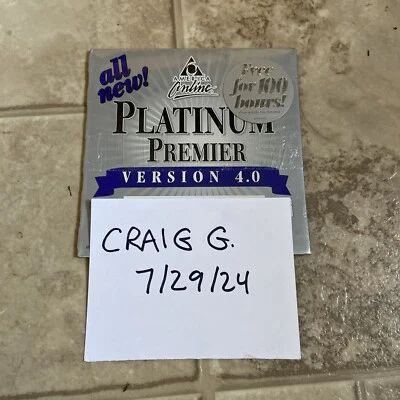 all
new!
AMERICA
Online
Free
for 100
hours!
PLATINUM
PREMIER
VERSION 4.0
CRAIG G.
7/29/24